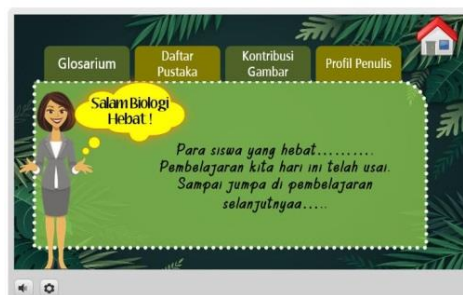 Glosarium
Daftar
Pustaka
Kontribusi
Gambar
Profil Penulis
Salam Biologi
Hebat !
Para siswa yang hebat..........
Pembelajaran kita hari ini telah usai.
Sampai jumpa di pembelajaran
selanjutnyaa.....